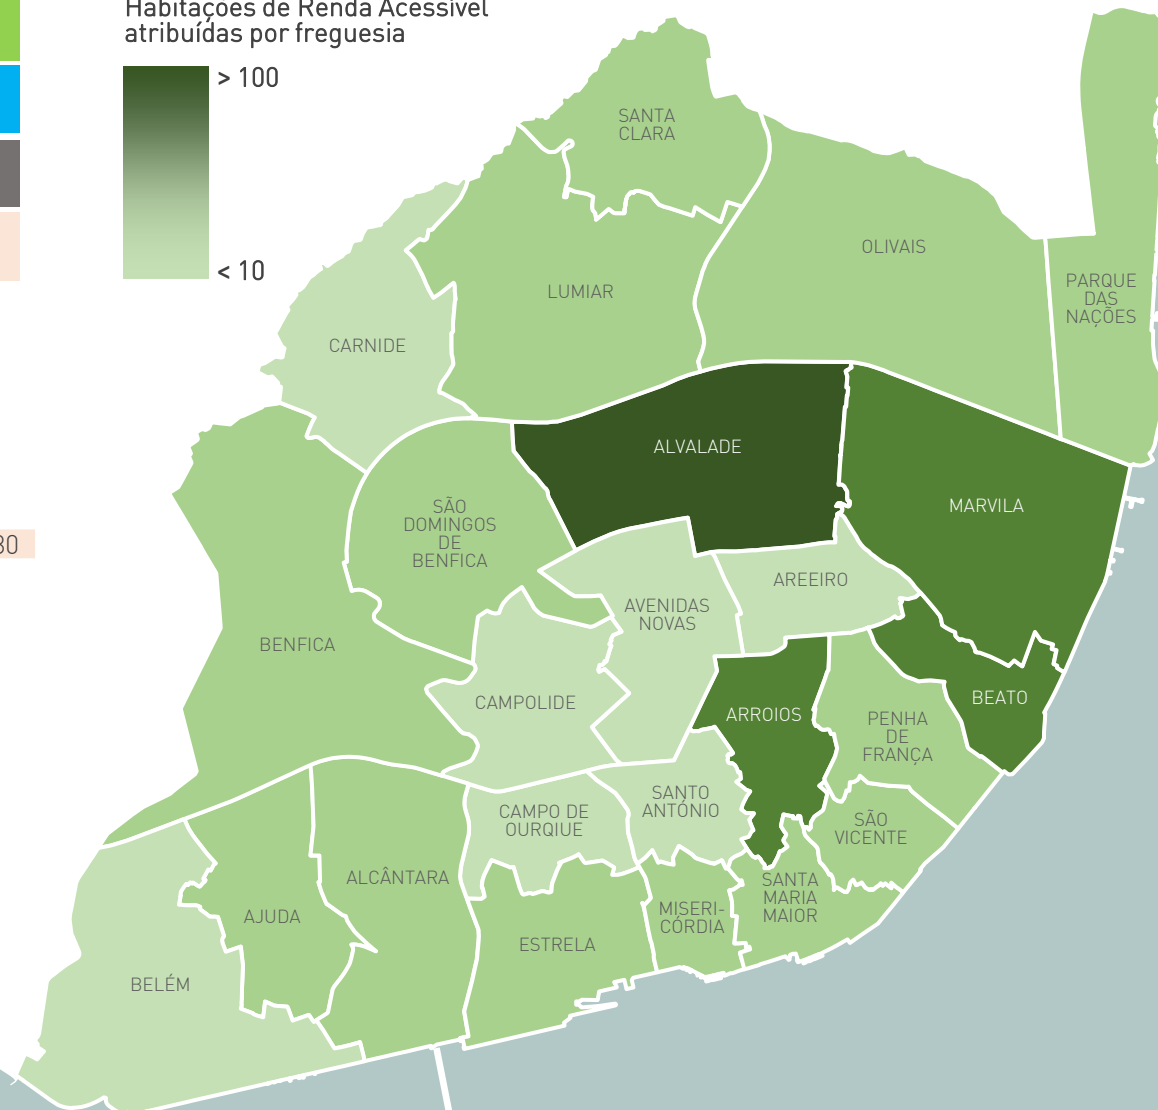 Habitações de Renda Acessível
atribuídas por freguesia
> 100
< 10
SANTA
CLARA
OLIVAIS
PARQUE
DAS
NAÇÕES
LUMIAR
CARNIDE
ALVALADE
MARVILA
SÃO
DOMINGOS
DE
BENFICA
AREEIRO
AVENIDAS
NOVAS
BENFICA
CAMPOLIDE
ARROIOS
BEATO
PENHA
DE
FRANÇA
SANTO
ANTÓNIO
CAMPO DE
OURQIUE
SÃO
VICENTE
ALCÂNTARA
SANTA
MARIA
MAIOR
AJUDA
MISERI-
CÓRDIA
ESTRELA
BELÉM